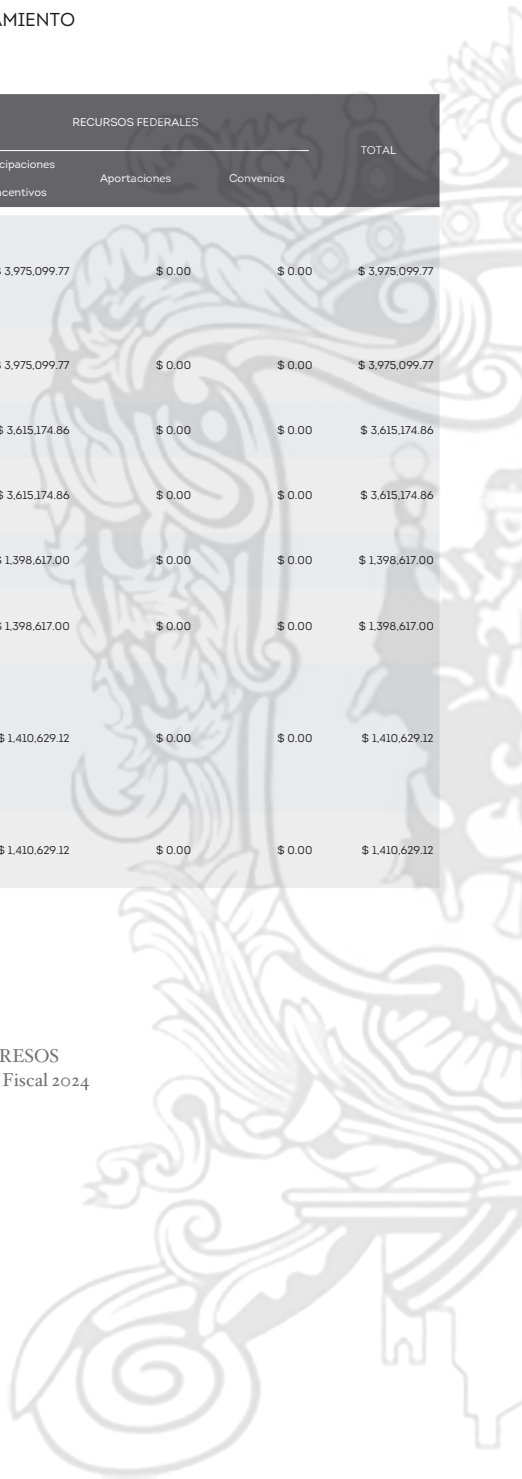 AMIENTO
RECURSOS FEDERALES
TOTAL
cipaciones
ncentivos
Aportaciones
Convenios
$ 3,975,099.77 $ 0.00 $ 0.00 $ 3,975,099.77
$ 3,975,099.77 $ 0.00 $ 0.00 $ 3,975,099.77
$ 3,615,174.86 $ 0.00 $ 0.00 $ 3,615,174.86
$ 3,615,174.86 $ 0.00 $ 0.00 $ 3,615,174.86
$ 1,398,617.00 $ 0.00 $ 0.00 $ 1,398,617.00
$ 1,398,617.00 $ 0.00 $ 0.00 $ 1,398,617.00
$ 1,410,629.12 $ 0.00 $ 0.00 $ 1,410,629.12
$ 1,410,629.12 $ 0.00 $ 0.00 $ 1,410,629.12
RESOS
Fiscal 2024